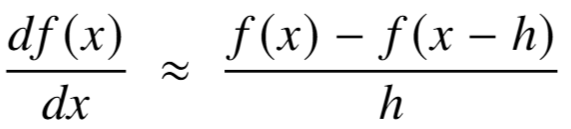 df(x)/dx ≈ (f(x) − f(x − h))/h